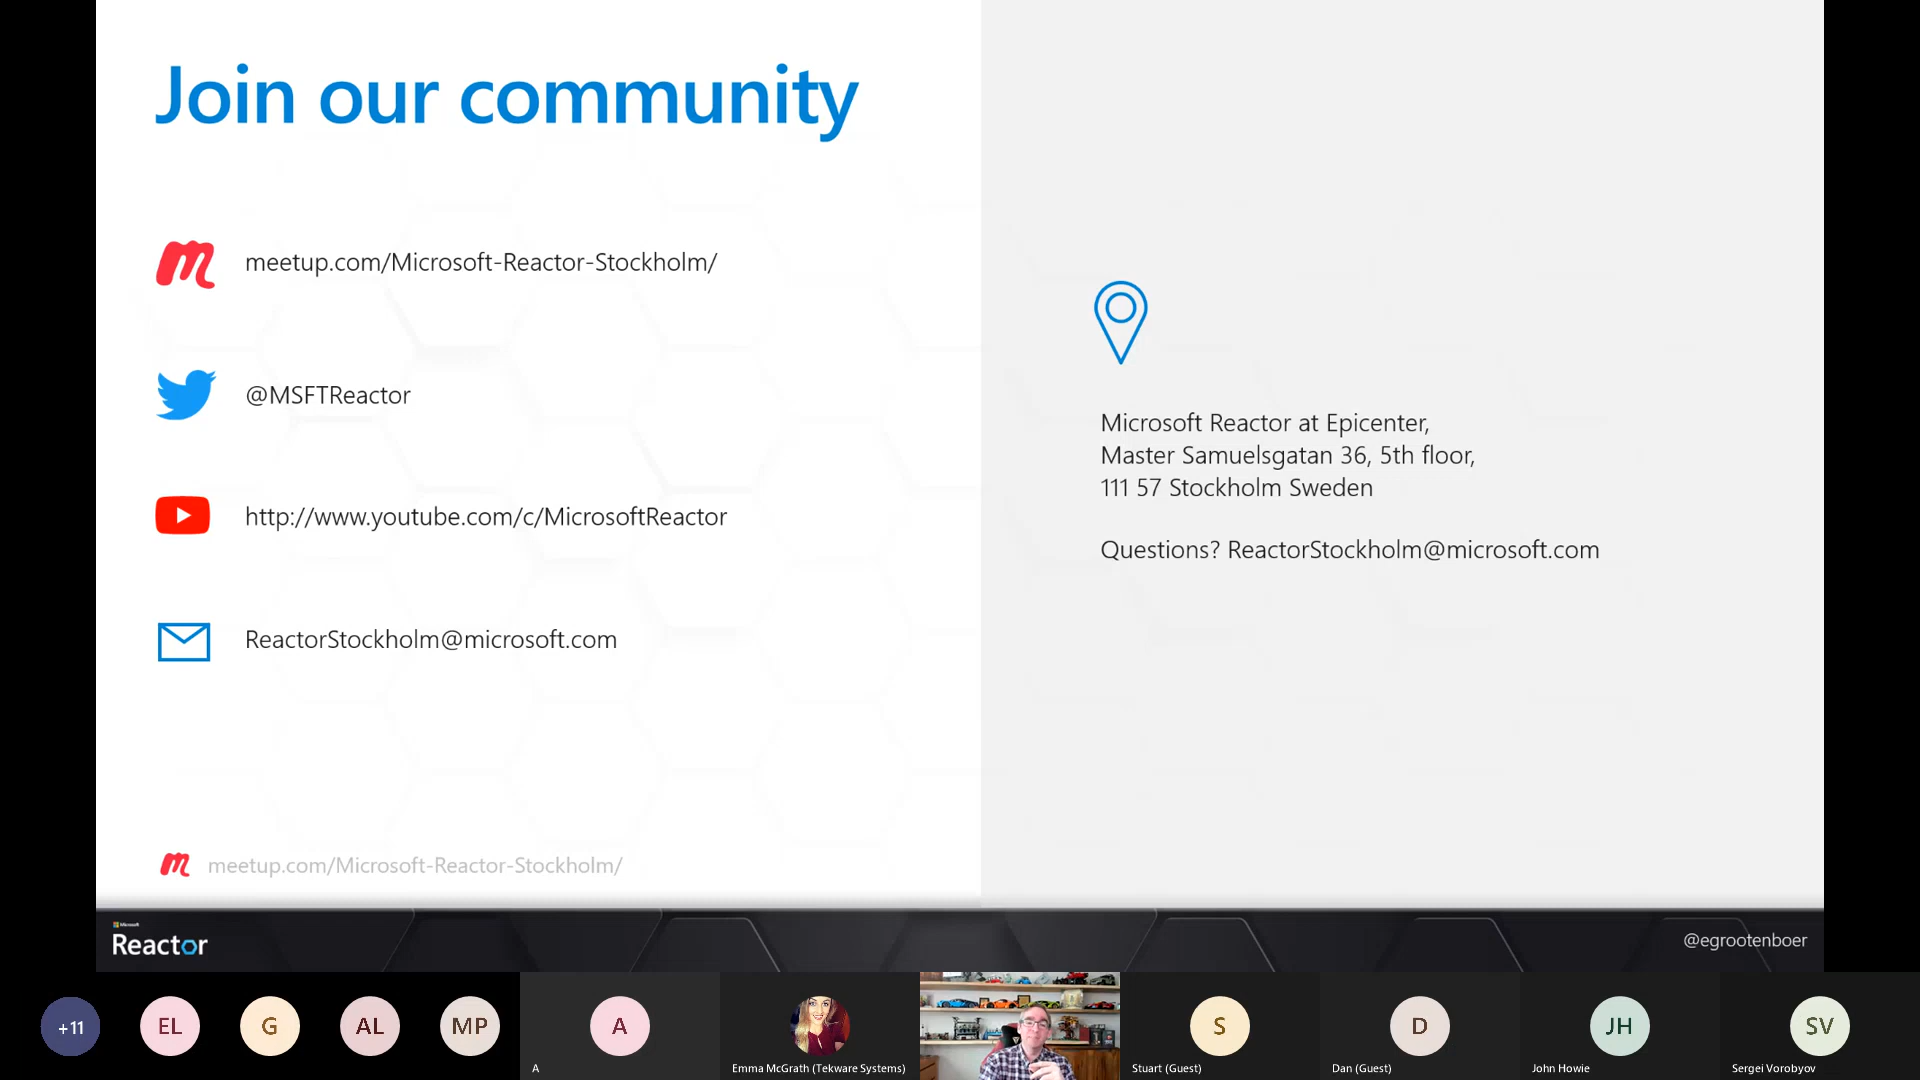 Join our community
meetup.com/Microsoft-Reactor-Stockholm/
@MSFTReactor
http://www.youtube.com/c/MicrosoftReactor
ReactorStockholm@microsoft.com
Microsoft Reactor at Epicenter,
Master Samuelsgatan 36, 5th floor,
111 57 Stockholm Sweden
Questions? ReactorStockholm@microsoft.com
meetup.com/Microsoft-Reactor-Stockholm/
Microsoft
Reactor
@egrootenboer
+11
EL
G
AL
MP
A
S
D
JH
SV
A
Emma McGrath (Tekware Systems)
Stuart (Guest)
Dan (Guest)
John Howie
Sergei Vorobyov